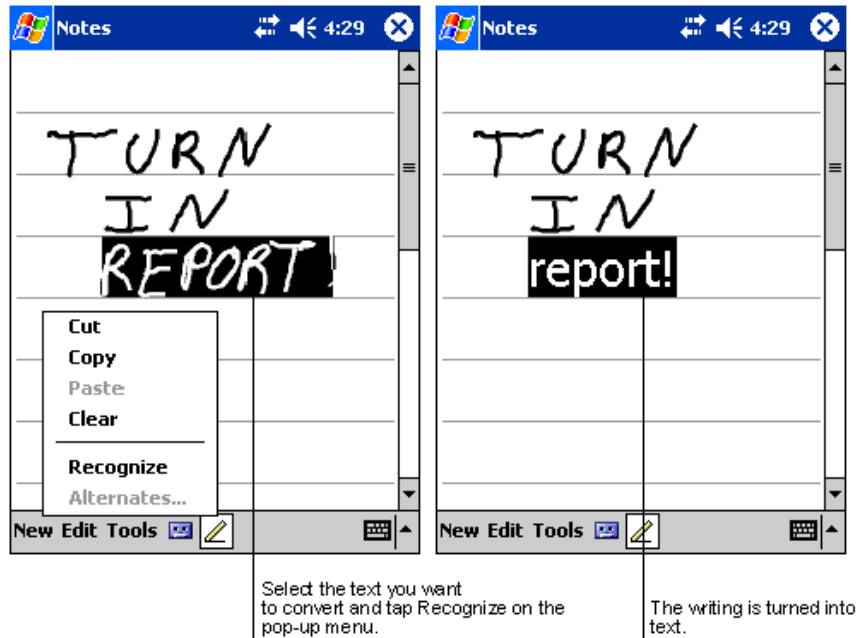 Notes 4:29
TURN
IN
REPORT!
Cut
Copy
Paste
Clear
Recognize
Alternates...
New Edit Tools
Select the text you want
to convert and tap Recognize on the
pop-up menu.
Notes 4:29
TURN
IN
report!
New Edit Tools
The writing is turned into
text.